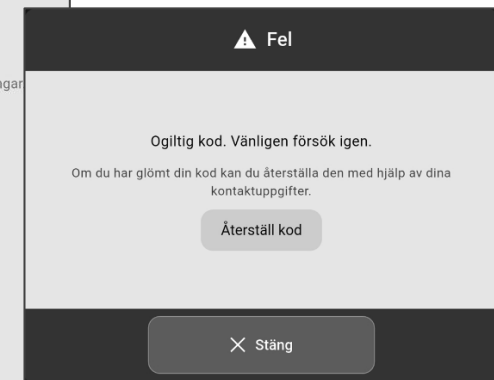 Fel
Ogiltig kod. Vänligen försök igen.
Om du har glömt din kod kan du återställa den med hjälp av dina
kontaktuppgifter.
Återställ kod
Stäng